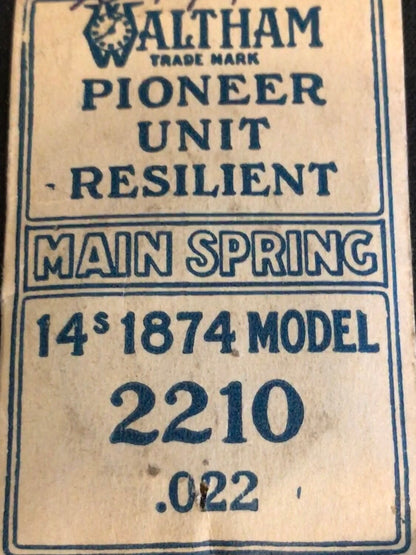 WALTHAM
TRADE MARK
PIONEER
UNIT
RESILIENT
MAIN SPRING
14s 1874 MODEL
2210
.022